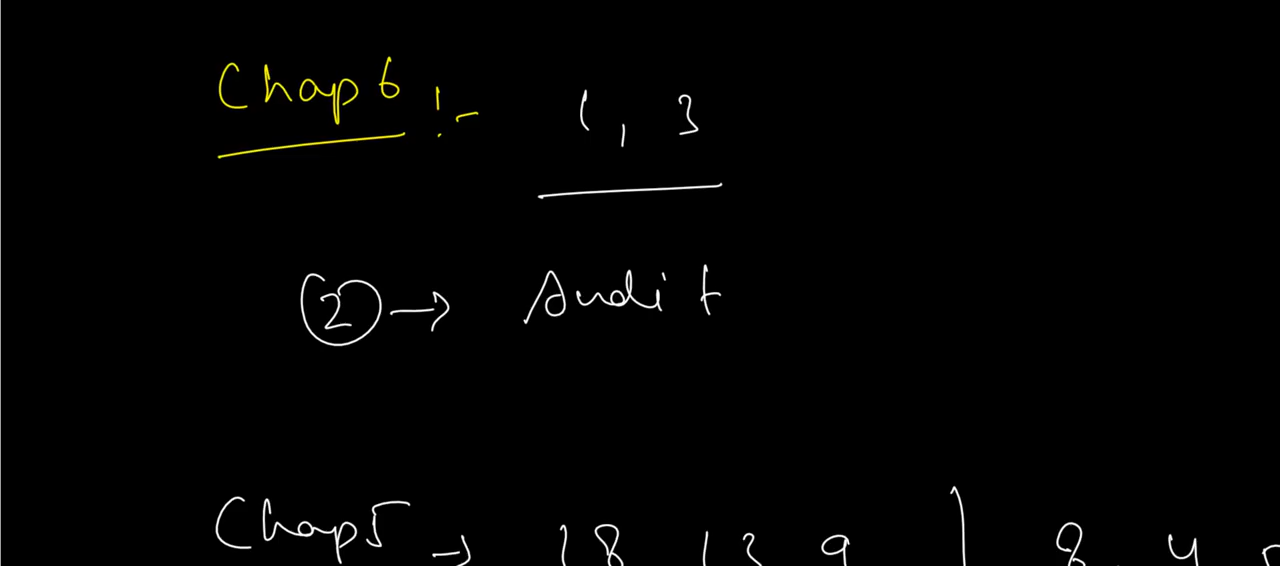 Chap 6 :- 1, 3
② → Audit
Chap 5 → 18 13 9 | 8, 4